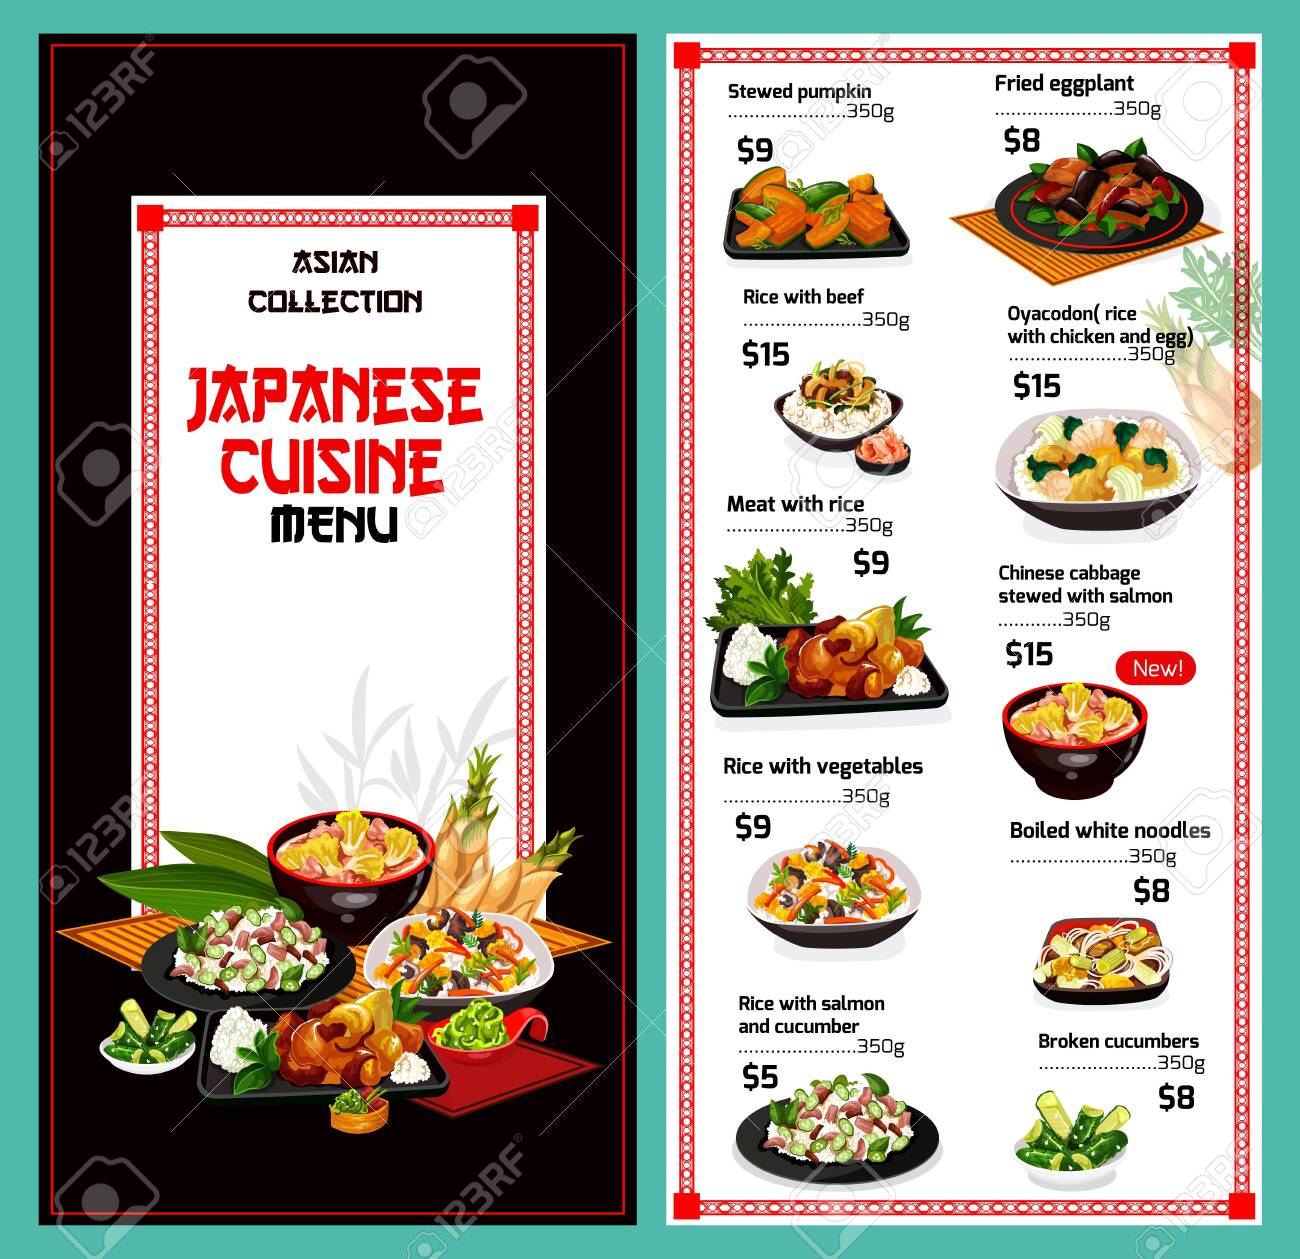 ASIAN
COLLECTION
JAPANESE
CUISINE
MENU
Stewed pumpkin
......................350g
$9
Fried eggplant
......................350g
$8
Rice with beef
......................350g
$15
Oyacodon( rice
with chicken and egg)
......................350g
$15
Meat with rice
......................350g
$9
Chinese cabbage
stewed with salmon
............350g
$15
New!
Rice with vegetables
......................350g
$9
Boiled white noodles
......................350g
$8
Rice with salmon
and cucumber
......................350g
$5
Broken cucumbers
......................350g
$8
123RF